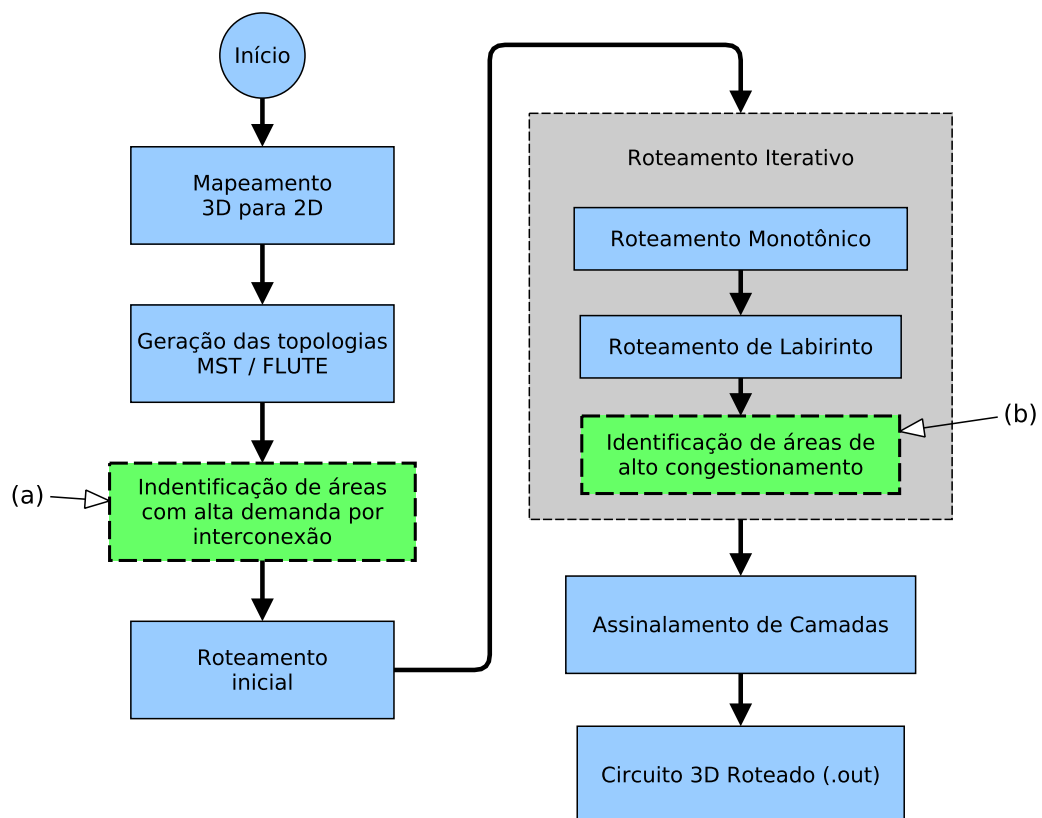 Início
Mapeamento
3D para 2D
Geração das topologias
MST / FLUTE
(a)
Indentificação de áreas
com alta demanda por
interconexão
Roteamento
inicial
Roteamento Iterativo
Roteamento Monotônico
Roteamento de Labirinto
(b)
Identificação de áreas de
alto congestionamento
Assinalamento de Camadas
Circuito 3D Roteado (.out)